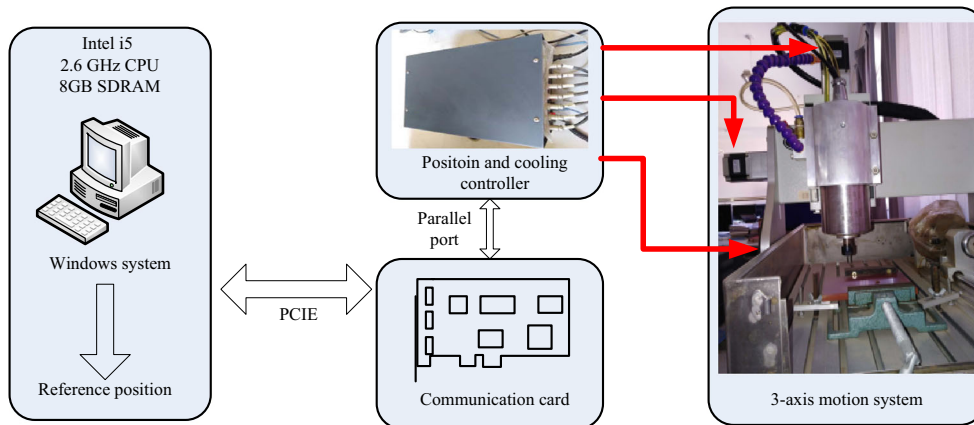 Intel i5
2.6 GHz CPU
8GB SDRAM
Windows system
Reference position
PCIE
Positoin and cooling
controller
Parallel
port
Communication card
3-axis motion system